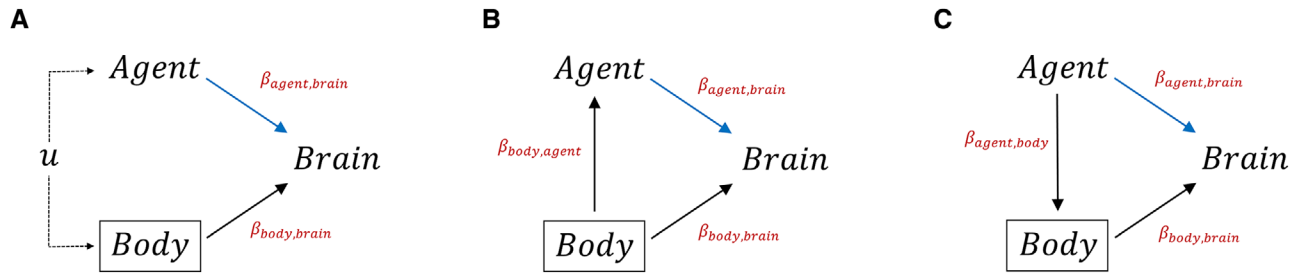 A
Agent
β_{agent,brain}
u
Brain
β_{body,brain}
Body
B
Agent
β_{agent,brain}
β_{body,agent}
Brain
β_{body,brain}
Body
C
Agent
β_{agent,brain}
β_{agent,body}
Brain
β_{body,brain}
Body